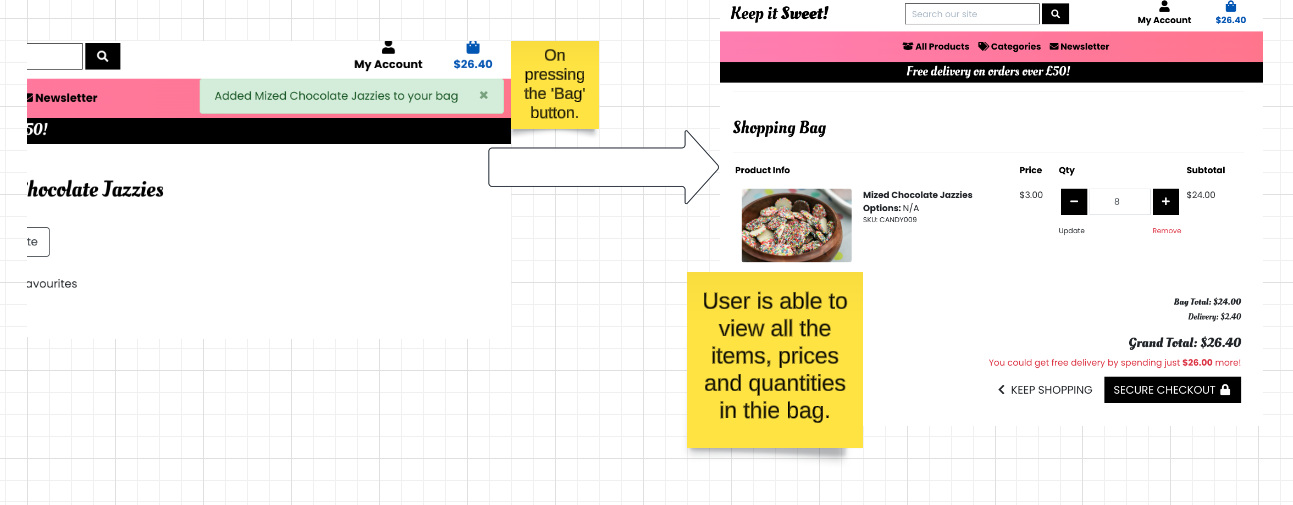 My Account
$26.40
Newsletter
Added Mized Chocolate Jazzies to your bag ×
50!
hocolate Jazzies
te
avourites
On
pressing
the 'Bag'
button.
Keep it Sweet!
Search our site
My Account
$26.40
All Products Categories Newsletter
Free delivery on orders over £50!
Shopping Bag
Product Info Price Qty Subtotal
Mized Chocolate Jazzies $3.00 8 $24.00
Options: N/A
SKU: CANDY009
Update Remove
Bag Total: $24.00
Delivery: $2.40
Grand Total: $26.40
You could get free delivery by spending just $26.00 more!
KEEP SHOPPING SECURE CHECKOUT
User is able to
view all the
items, prices
and quantities
in thie bag.